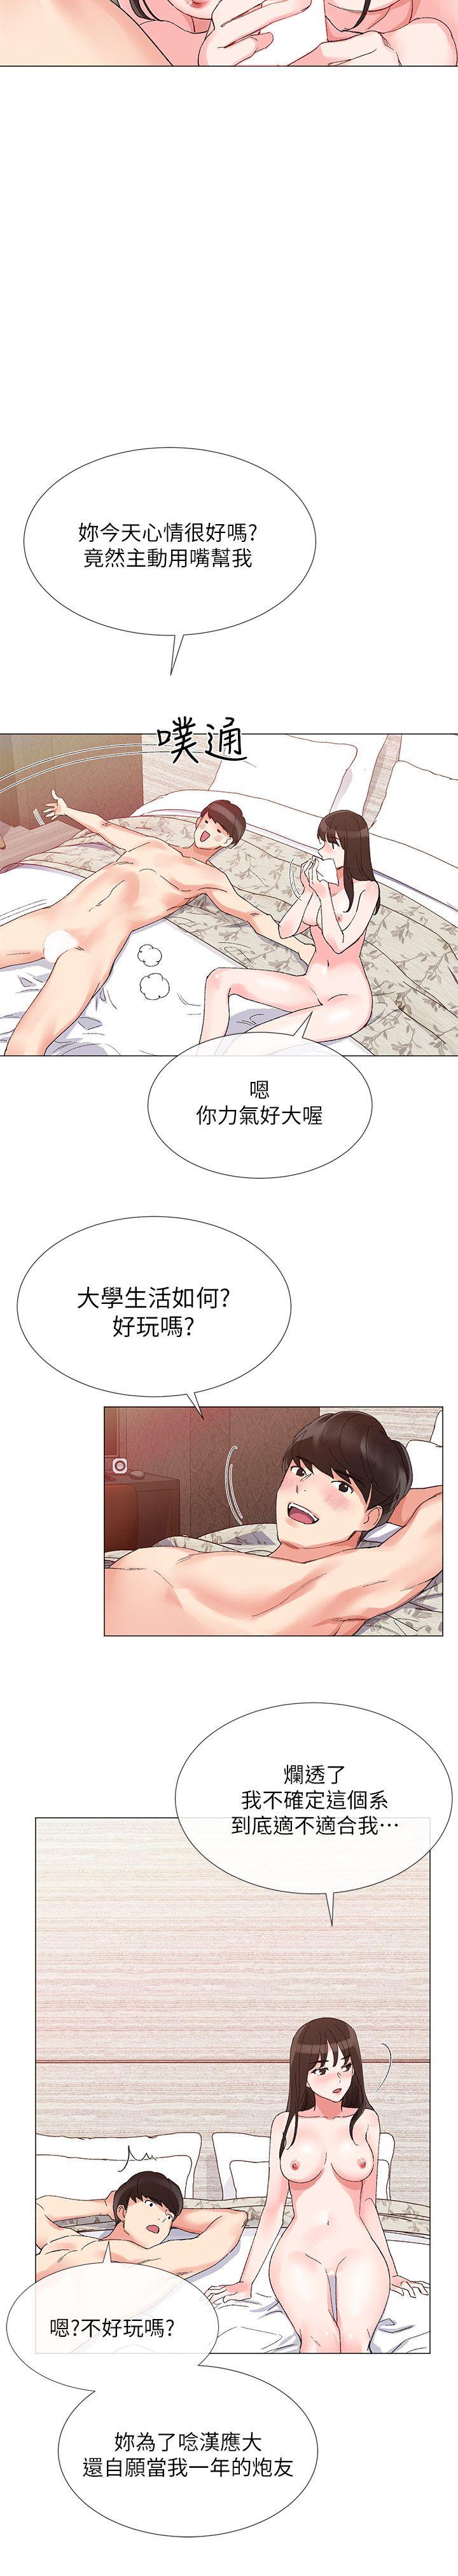 妳今天心情很好嗎?
竟然主動用嘴幫我
噗通
嗯
你力氣好大喔
大學生活如何?
好玩嗎?
爛透了
我不確定這個系
到底適不適合我…
嗯?不好玩嗎?
妳為了唸漢應大
還自願當我一年的炮友